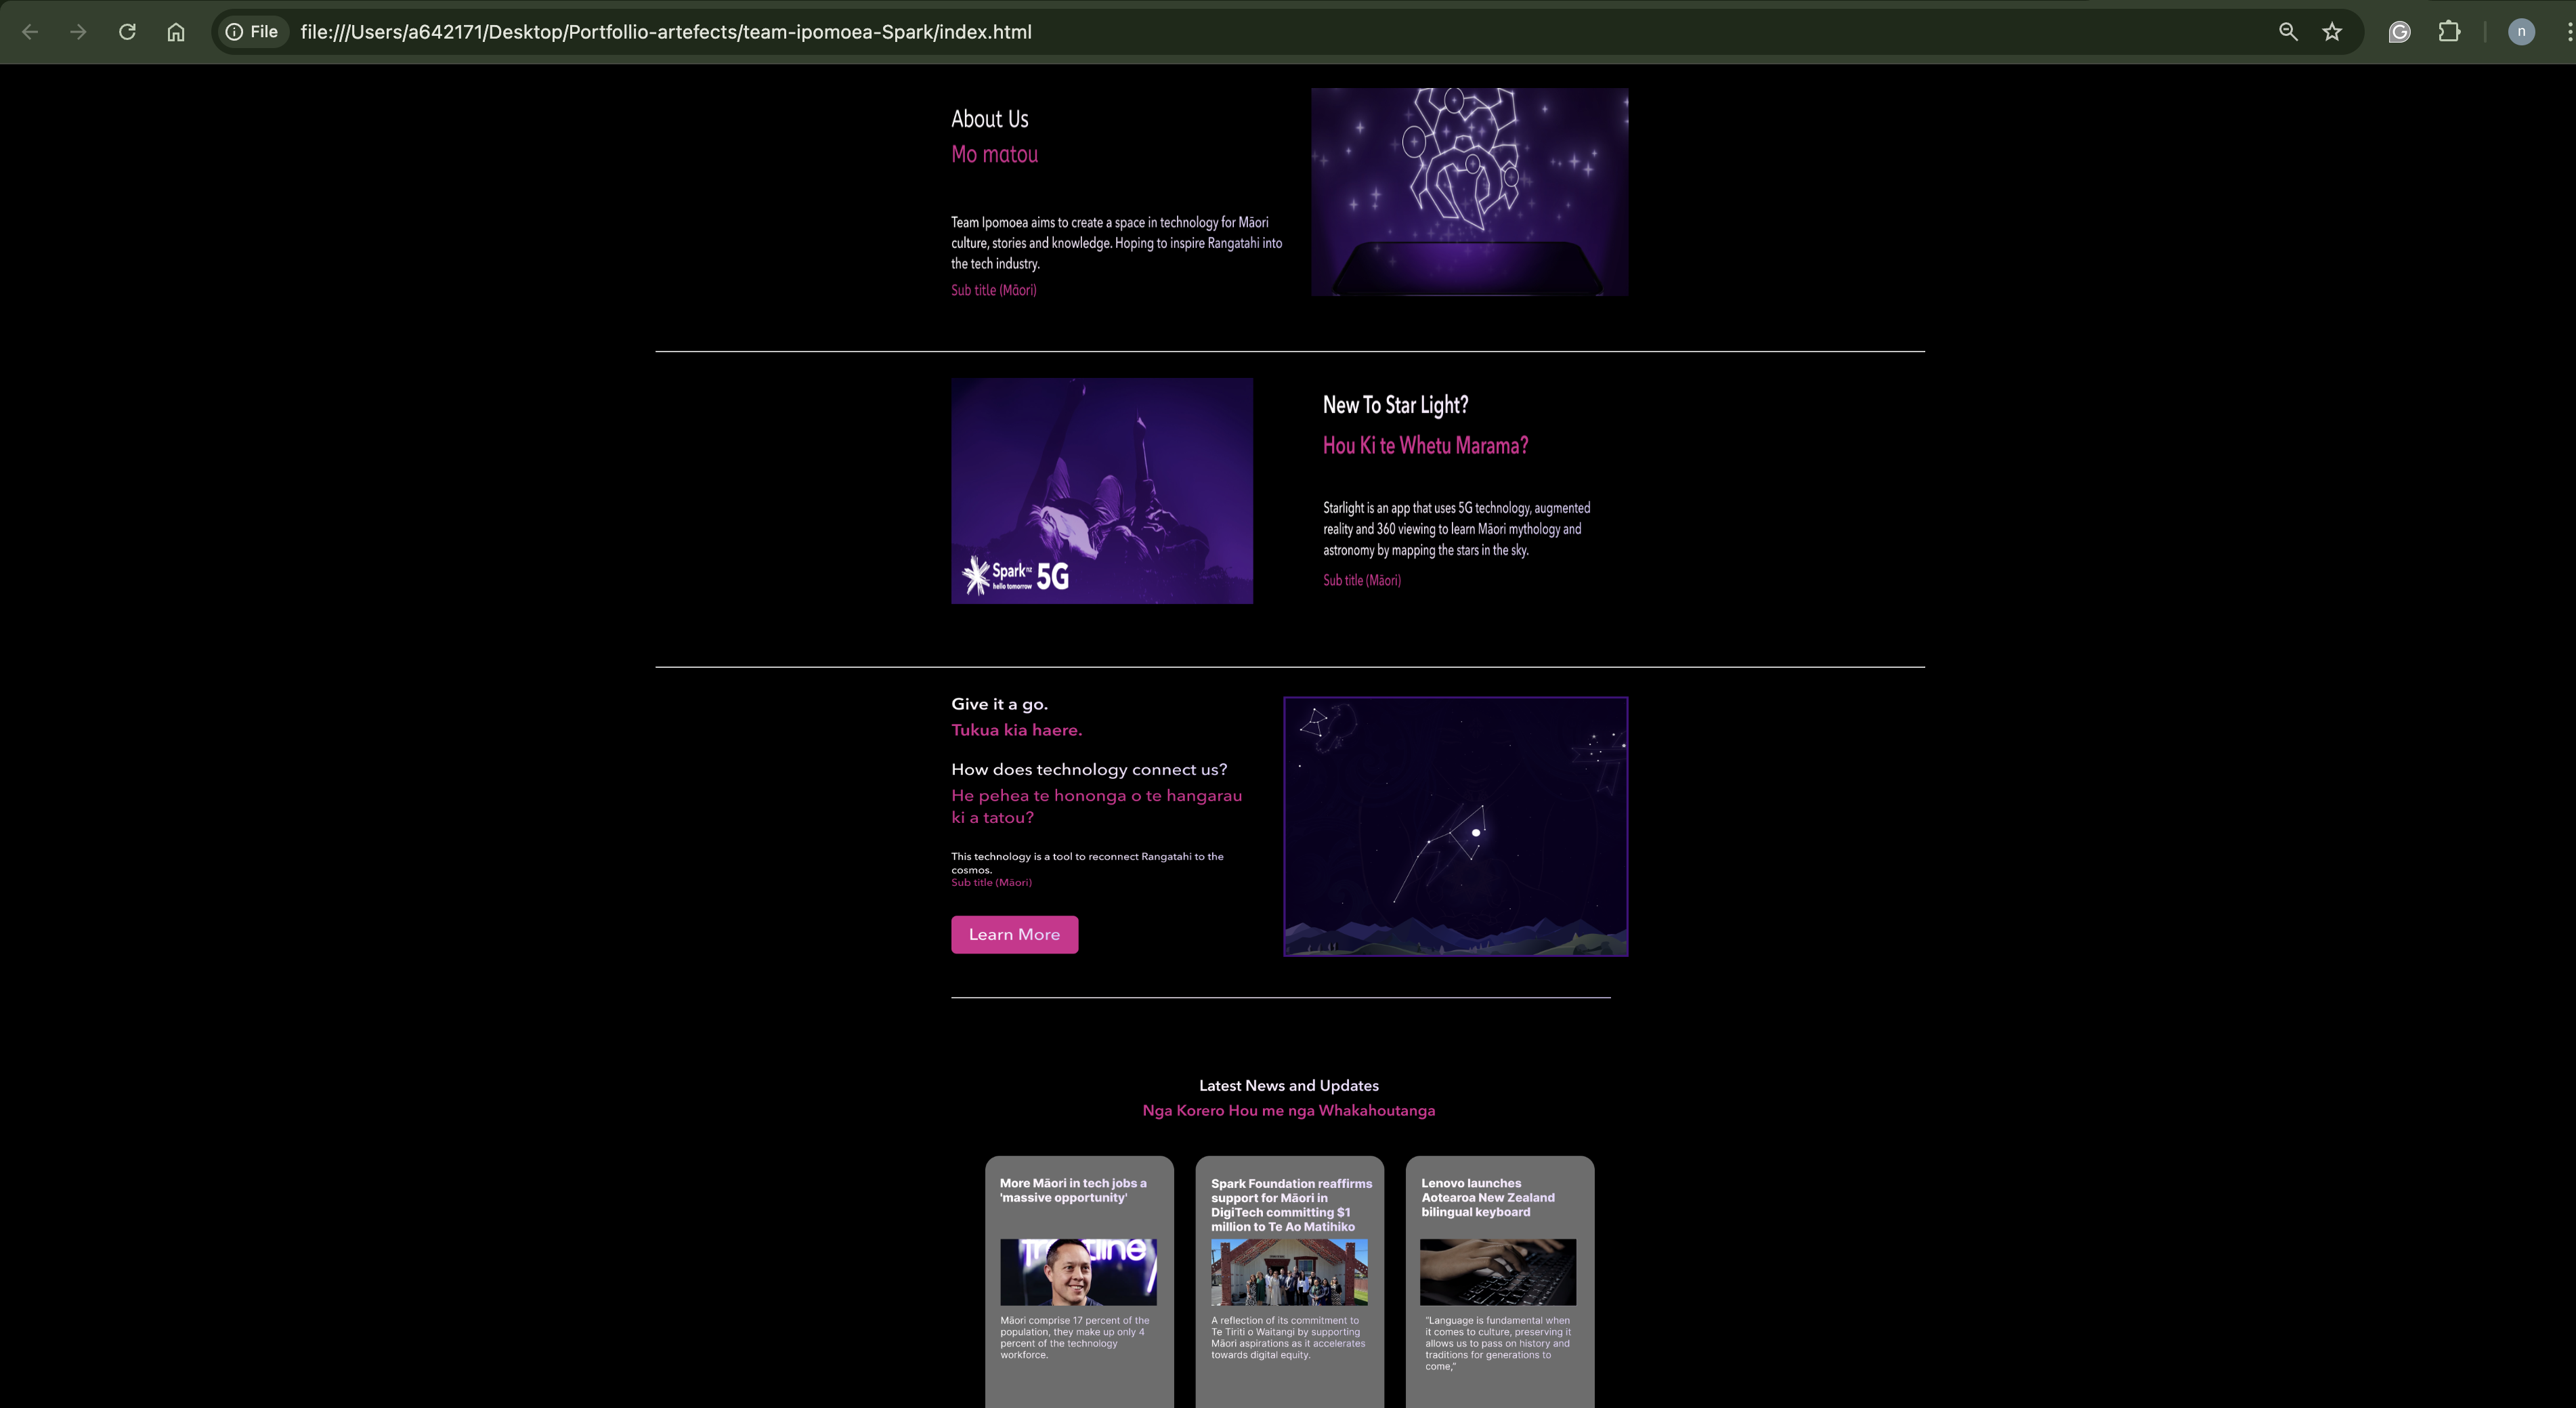 File file:///Users/a642171/Desktop/Portfollio-artefects/team-ipomoea-Spark/index.html
n
About Us
Mo matou
Team Ipomoea aims to create a space in technology for Māori
culture, stories and knowledge. Hoping to inspire Rangatahi into
the tech industry.
Sub title (Māori)
Spark nz 5G
hello tomorrow
New To Star Light?
Hou Ki te Whetu Marama?
Starlight is an app that uses 5G technology, augmented
reality and 360 viewing to learn Māori mythology and
astronomy by mapping the stars in the sky.
Sub title (Māori)
Give it a go.
Tukua kia haere.
How does technology connect us?
He pehea te hononga o te hangarau
ki a tatou?
This technology is a tool to reconnect Rangatahi to the
cosmos.
Sub title (Māori)
Learn More
Latest News and Updates
Nga Korero Hou me nga Whakahoutanga
More Māori in tech jobs a
'massive opportunity'
Māori comprise 17 percent of the
population, they make up only 4
percent of the technology
workforce.
Spark Foundation reaffirms
support for Māori in
DigiTech committing $1
million to Te Ao Matihiko
A reflection of its commitment to
Te Tiriti o Waitangi by supporting
Māori aspirations as it accelerates
towards digital equity.
Lenovo launches
Aotearoa New Zealand
bilingual keyboard
"Language is fundamental when
it comes to culture, preserving it
allows us to pass on history and
traditions for generations to
come,"